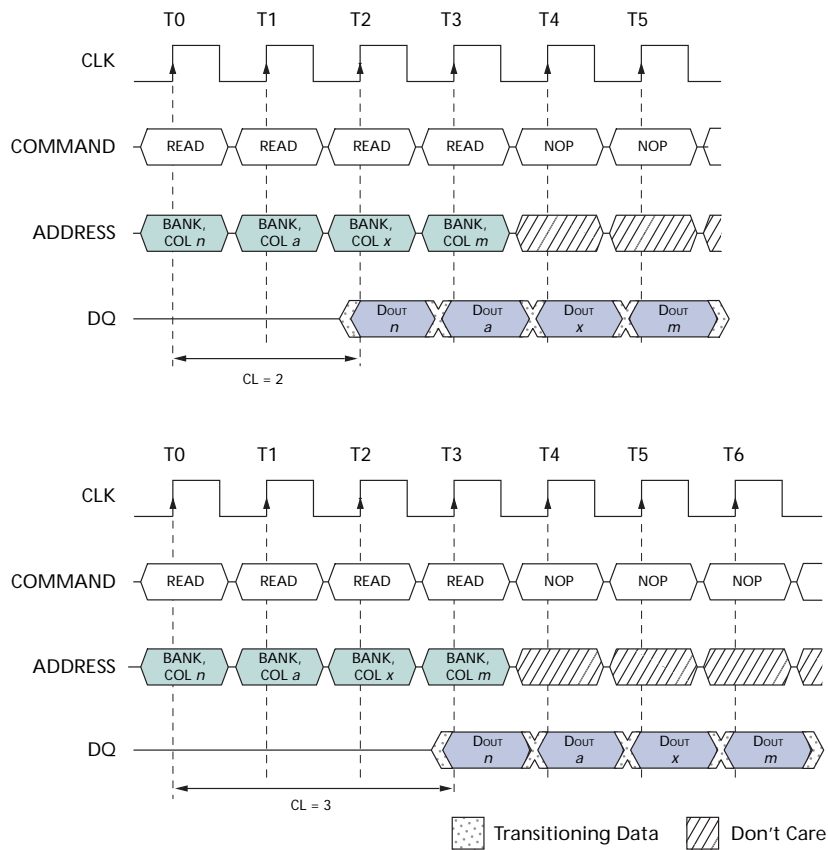 T0 T1 T2 T3 T4 T5
CLK
COMMAND READ READ READ READ NOP NOP
ADDRESS BANK, BANK, BANK, BANK,
COL n COL a COL x COL m
DQ DOUT DOUT DOUT DOUT
n a x m
CL = 2
T0 T1 T2 T3 T4 T5 T6
CLK
COMMAND READ READ READ READ NOP NOP NOP
ADDRESS BANK, BANK, BANK, BANK,
COL n COL a COL x COL m
DQ DOUT DOUT DOUT DOUT
n a x m
CL = 3
Transitioning Data Don't Care